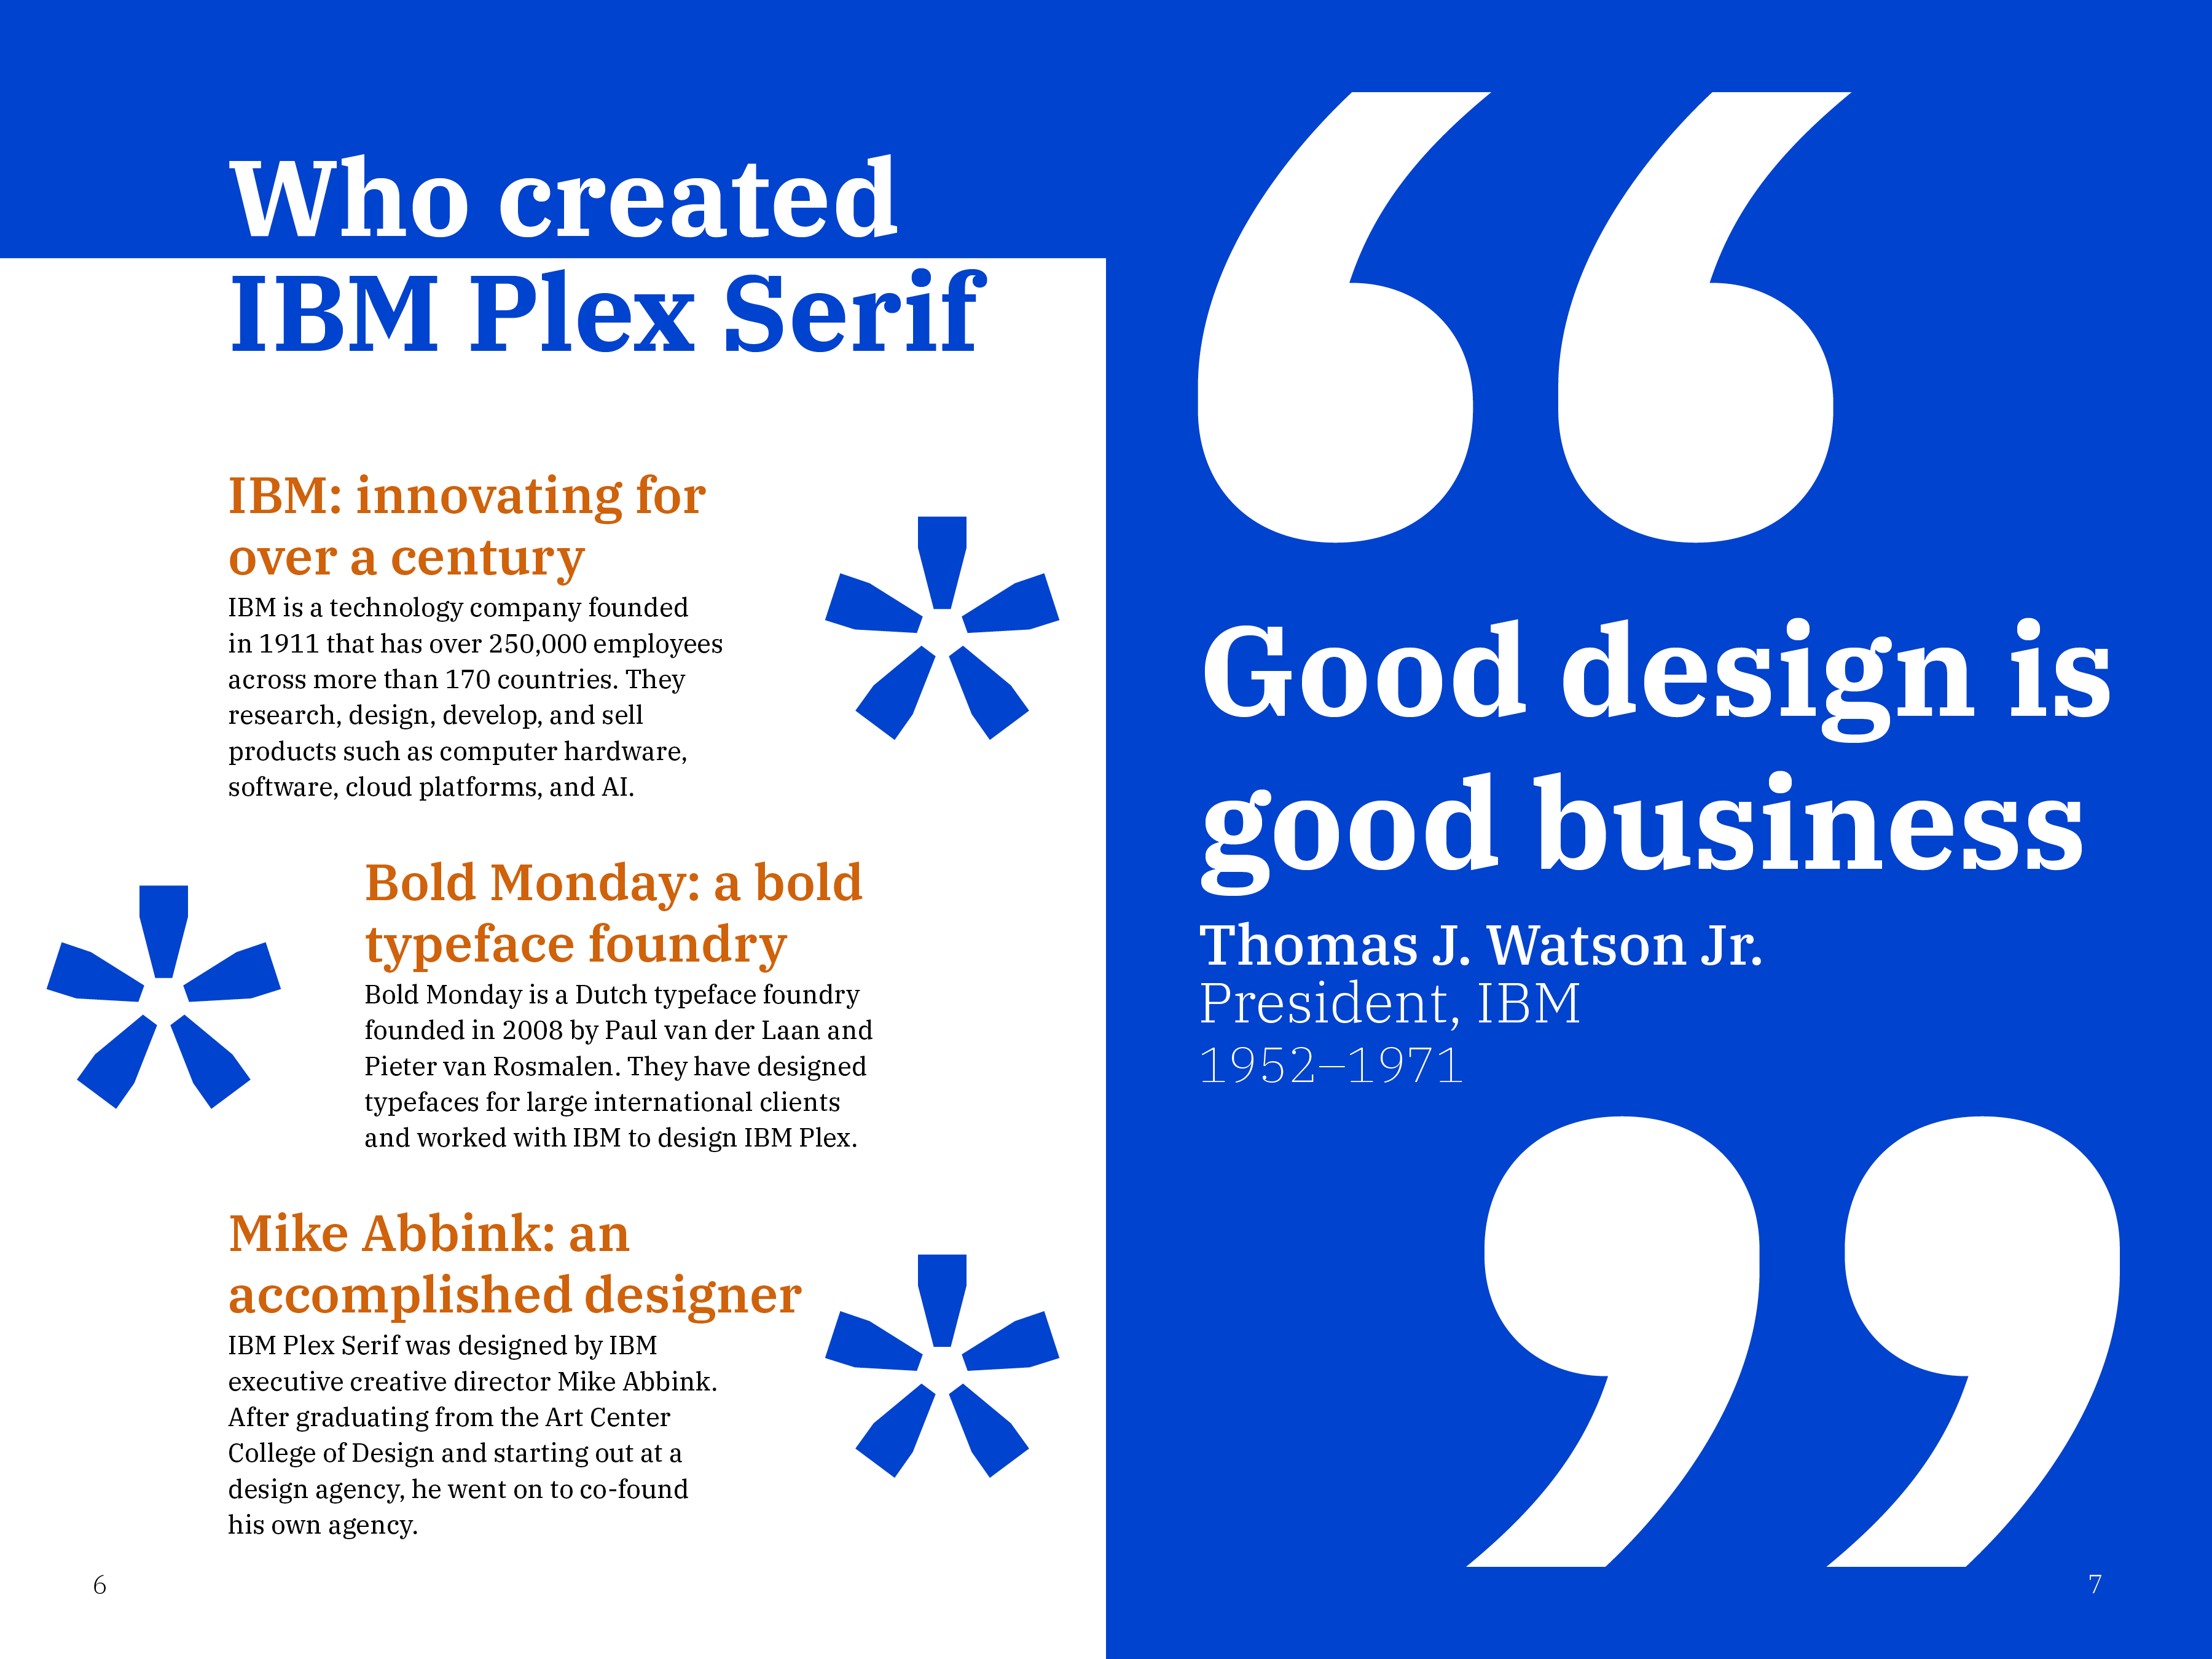 Who created
IBM Plex Serif
IBM: innovating for
over a century
IBM is a technology company founded
in 1911 that has over 250,000 employees
across more than 170 countries. They
research, design, develop, and sell
products such as computer hardware,
software, cloud platforms, and AI.
Bold Monday: a bold
typeface foundry
Bold Monday is a Dutch typeface foundry
founded in 2008 by Paul van der Laan and
Pieter van Rosmalen. They have designed
typefaces for large international clients
and worked with IBM to design IBM Plex.
Mike Abbink: an
accomplished designer
IBM Plex Serif was designed by IBM
executive creative director Mike Abbink.
After graduating from the Art Center
College of Design and starting out at a
design agency, he went on to co-found
his own agency.
6
“
Good design is
good business
Thomas J. Watson Jr.
President, IBM
1952–1971
”
7